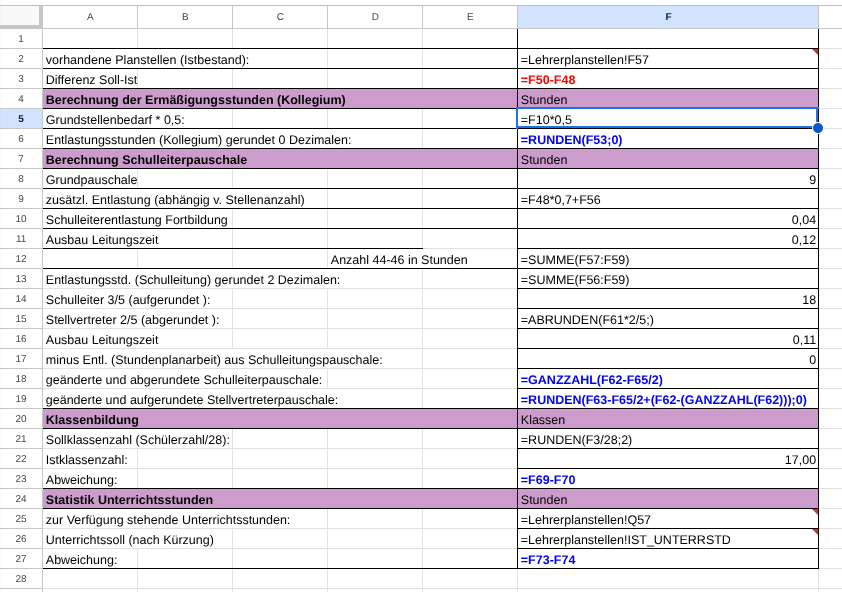 A B C D E F
1
2 vorhandene Planstellen (Istbestand): =Lehrerplanstellen!F57
3 Differenz Soll-Ist =F50-F48
4 Berechnung der Ermäßigungsstunden (Kollegium) Stunden
5 Grundstellenbedarf * 0,5: =F10*0,5
6 Entlastungsstunden (Kollegium) gerundet 0 Dezimalen: =RUNDEN(F53;0)
7 Berechnung Schulleiterpauschale Stunden
8 Grundpauschale 9
9 zusätzl. Entlastung (abhängig v. Stellenanzahl) =F48*0,7+F56
10 Schulleiterentlastung Fortbildung 0,04
11 Ausbau Leitungszeit 0,12
12 Anzahl 44-46 in Stunden =SUMME(F57:F59)
13 Entlastungsstd. (Schulleitung) gerundet 2 Dezimalen: =SUMME(F56:F59)
14 Schulleiter 3/5 (aufgerundet ): 18
15 Stellvertreter 2/5 (abgerundet ): =ABRUNDEN(F61*2/5;)
16 Ausbau Leitungszeit 0,11
17 minus Entl. (Stundenplanarbeit) aus Schulleitungspauschale: 0
18 geänderte und abgerundete Schulleiterpauschale: =GANZZAHL(F62-F65/2)
19 geänderte und aufgerundete Stellvertreterpauschale: =RUNDEN(F63-F65/2+(F62-(GANZZAHL(F62)));0)
20 Klassenbildung Klassen
21 Sollklassenzahl (Schülerzahl/28): =RUNDEN(F3/28;2)
22 Istklassenzahl: 17,00
23 Abweichung: =F69-F70
24 Statistik Unterrichtsstunden Stunden
25 zur Verfügung stehende Unterrichtsstunden: =Lehrerplanstellen!Q57
26 Unterrichtssoll (nach Kürzung) =Lehrerplanstellen!IST_UNTERRSTD
27 Abweichung: =F73-F74
28